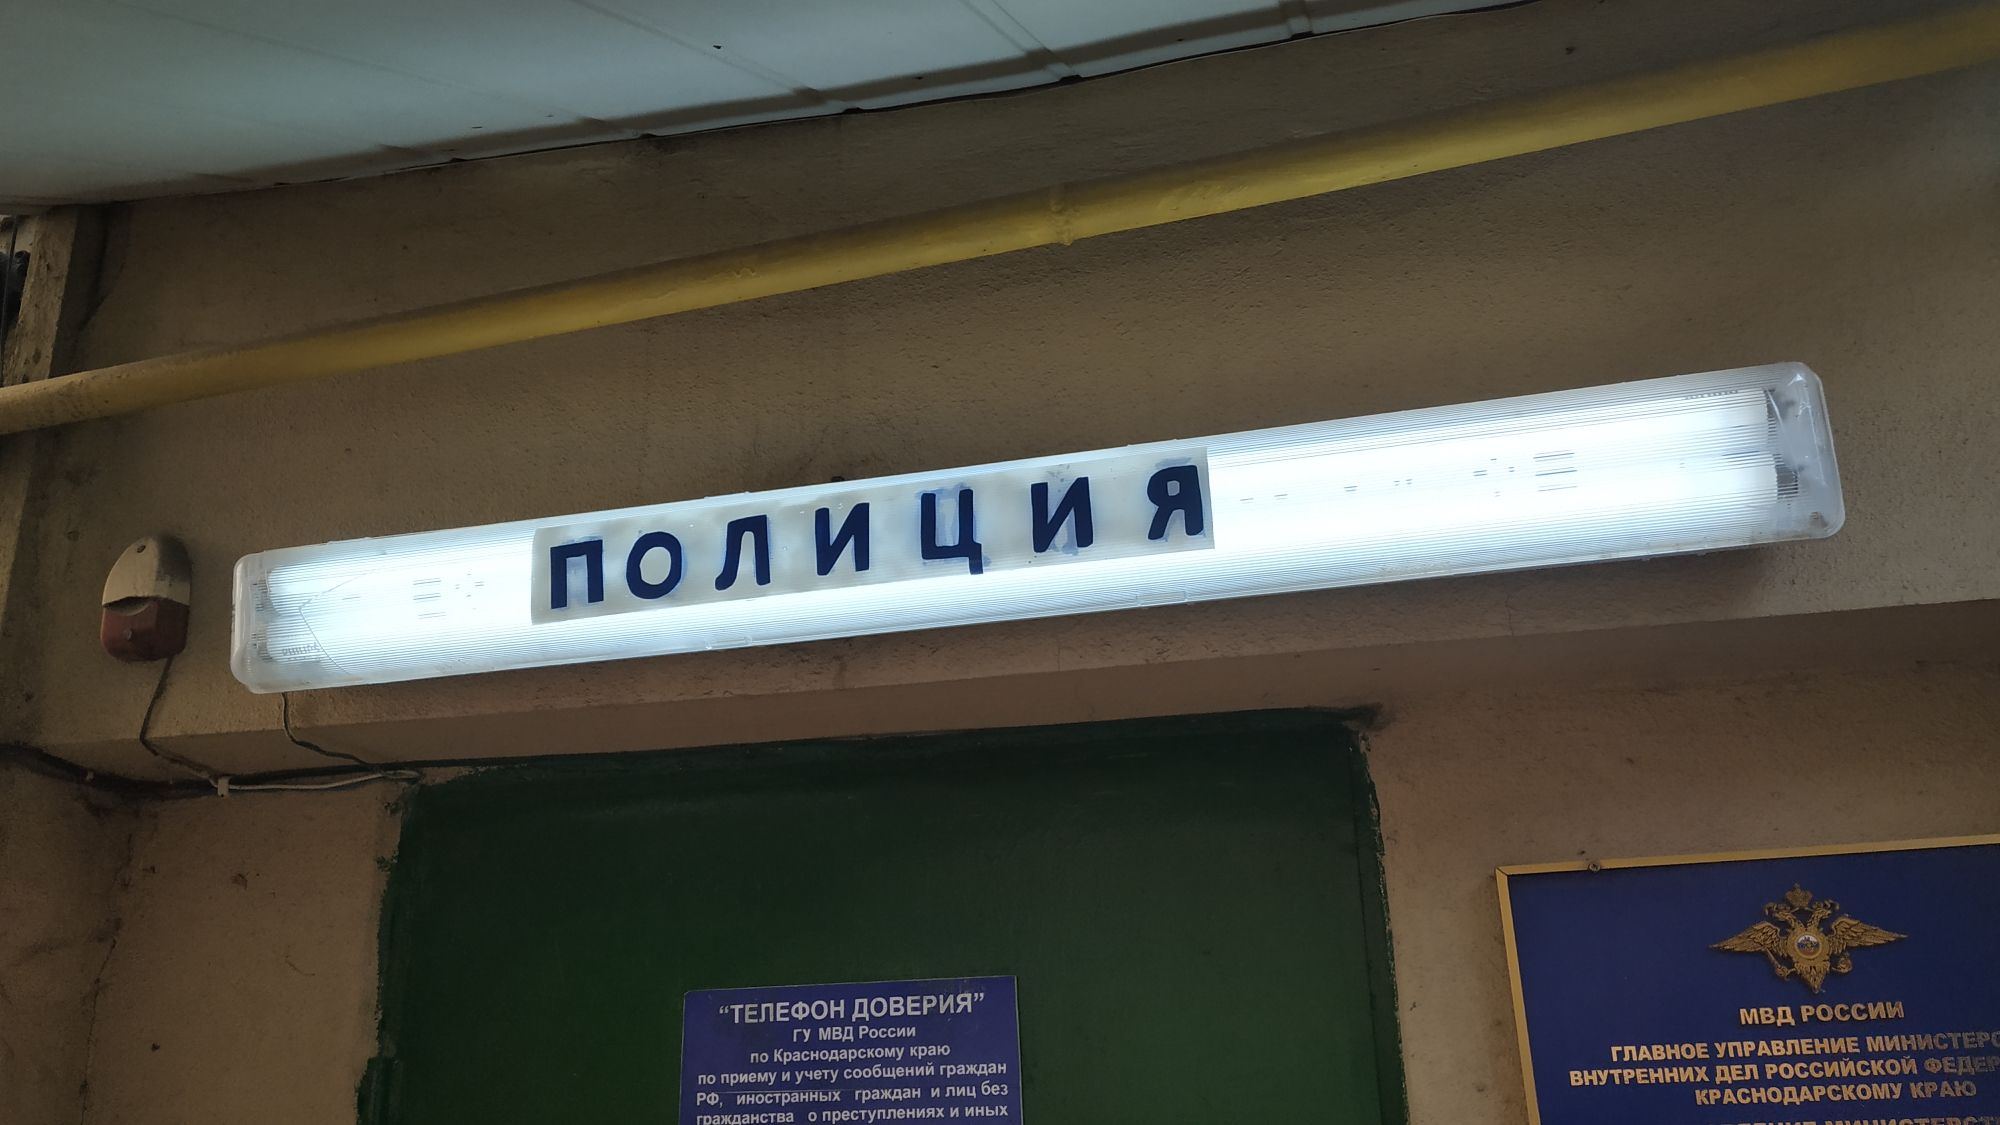 ПОЛИЦИЯ
“ТЕЛЕФОН ДОВЕРИЯ”
ГУ МВД России
по Краснодарскому краю
по приему и учету сообщений граждан
РФ, иностранных граждан и лиц без
гражданства о преступлениях и иных
МВД РОССИИ
ГЛАВНОЕ УПРАВЛЕНИЕ МИНИСТЕРС
ВНУТРЕННИХ ДЕЛ РОССИЙСКОЙ ФЕДЕР
КРАСНОДАРСКОМУ КРАЮ